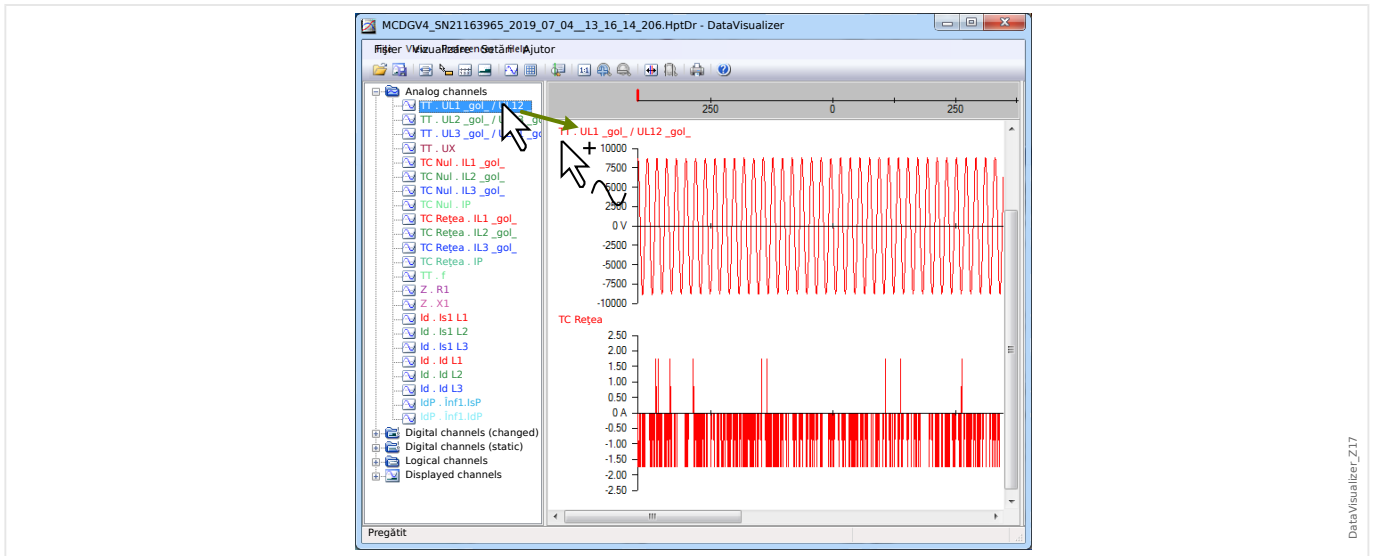 MCDGV4_SN21163965_2019_07_04__13_16_14_206.HptDr - DataVisualizer
Analog channels
TT . UL1 _gol_ / UL12_
TT . UL2 _gol_ /
TT . UL3 _gol_ /
TT . UX
TC Nul . IL1 _gol_
TC Nul . IL2 _gol_
TC Nul . IL3 _gol_
TC Nul . IP
TC Rețea . IL1 _gol_
TC Rețea . IL2 _gol_
TC Rețea . IL3 _gol_
TC Rețea . IP
TT . f
Z . R1
Z . X1
Id . Is1 L1
Id . Is1 L2
Id . Is1 L3
Id . Id L1
Id . Id L2
Id . Id L3
IdP . Înf1.IsP
IdP . Înf1.IdP
Digital channels (changed)
Digital channels (static)
Logical channels
Displayed channels
250 0 250
TT . UL1 _gol_ / UL12 _gol_
10000
7500
5000
2500
0 V
-2500
-5000
-7500
-10000
TC Rețea
2.50
2.00
1.50
1.00
0.50
0 A
-0.50
-1.00
-1.50
-2.00
-2.50
Pregătit
DataVisualizer_Z17